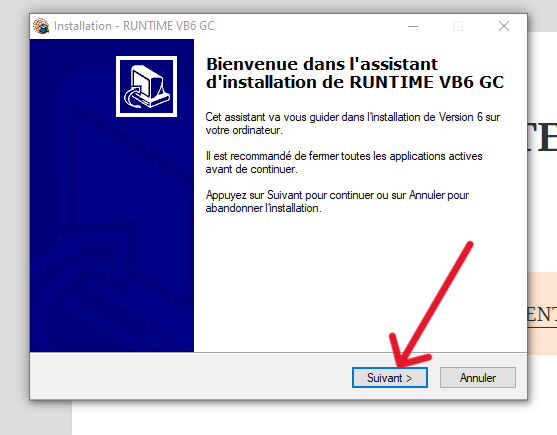 Installation - RUNTIME VB6 GC
Bienvenue dans l'assistant
d'installation de RUNTIME VB6 GC
Cet assistant va vous guider dans l'installation de Version 6 sur
votre ordinateur.
Il est recommandé de fermer toutes les applications actives
avant de continuer.
Appuyez sur Suivant pour continuer ou sur Annuler pour
abandonner l'installation.
Suivant >
Annuler